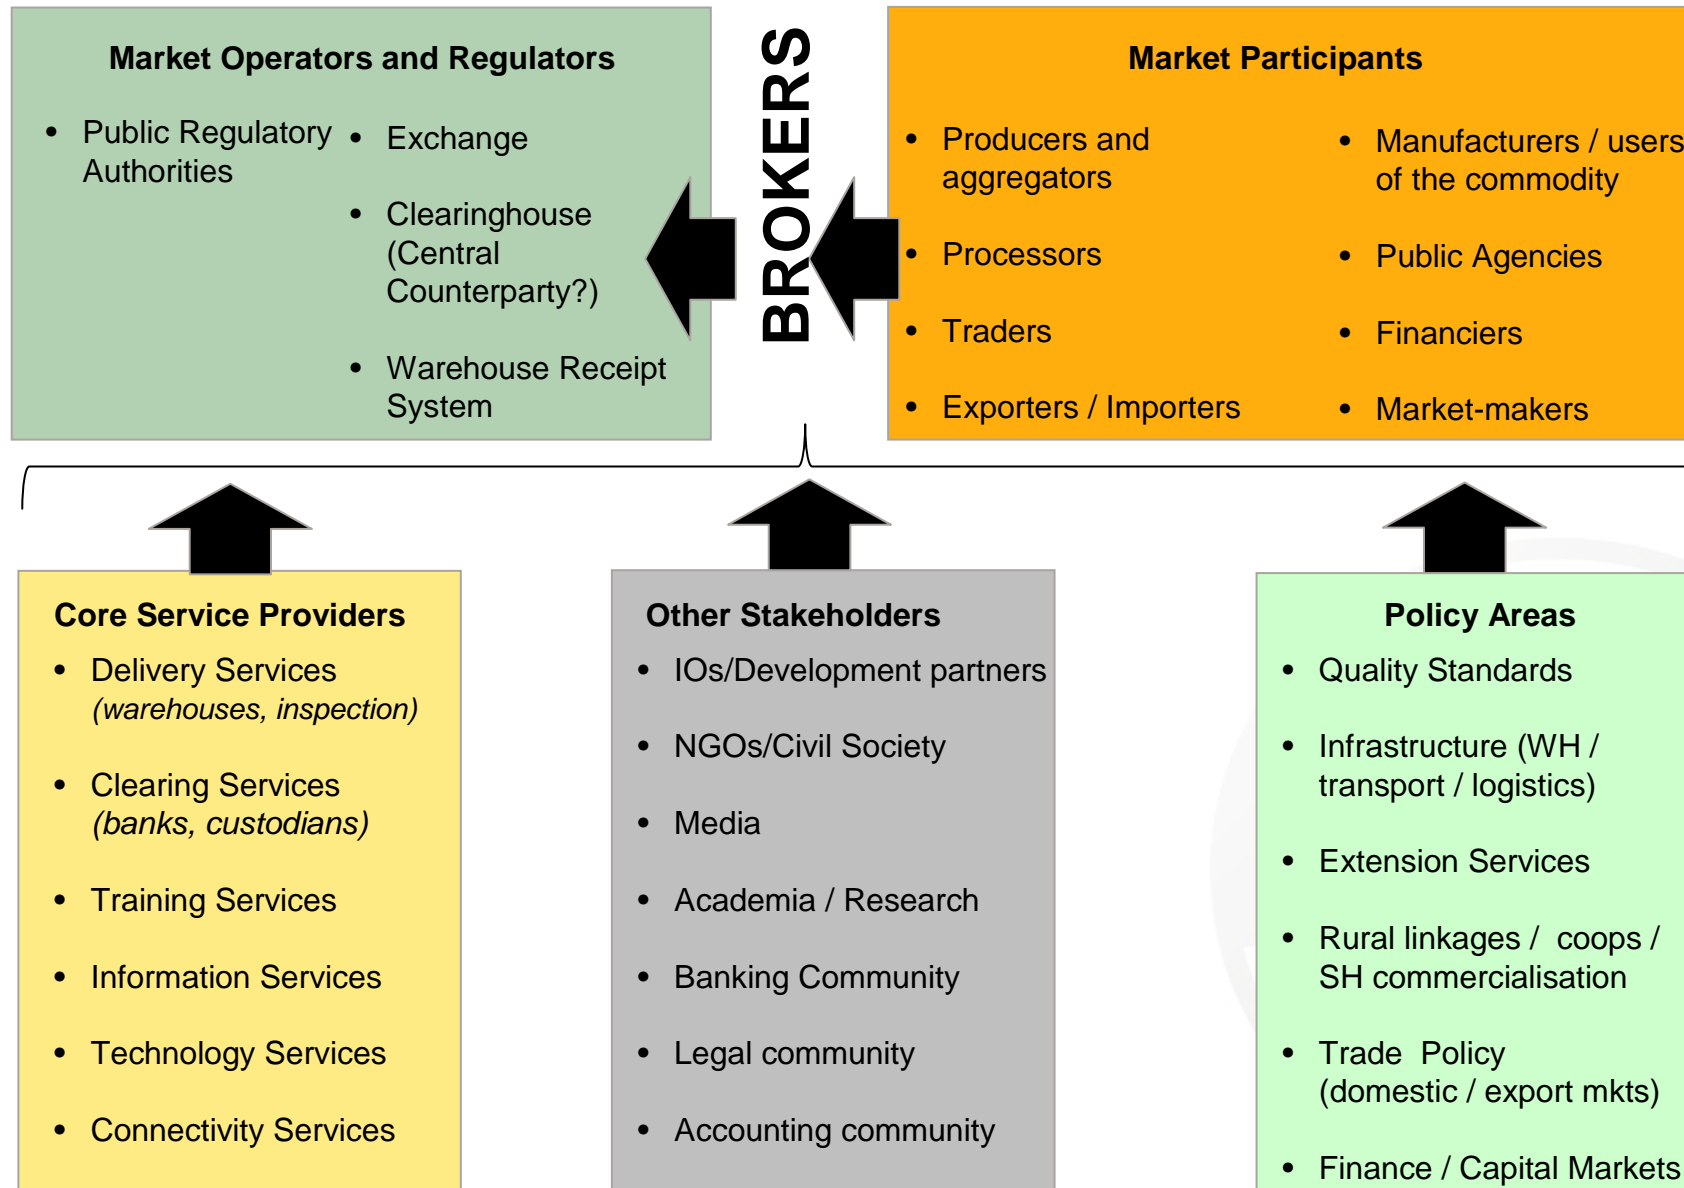 Market Operators and Regulators
• Public Regulatory
Authorities
• Exchange
• Clearinghouse
(Central
Counterparty?)
• Warehouse Receipt
System
BROKERS
Market Participants
• Producers and
aggregators
• Processors
• Traders
• Exporters / Importers
• Manufacturers / users
of the commodity
• Public Agencies
• Financiers
• Market-makers
Core Service Providers
• Delivery Services
(warehouses, inspection)
• Clearing Services
(banks, custodians)
• Training Services
• Information Services
• Technology Services
• Connectivity Services
Other Stakeholders
• IOs/Development partners
• NGOs/Civil Society
• Media
• Academia / Research
• Banking Community
• Legal community
• Accounting community
Policy Areas
• Quality Standards
• Infrastructure (WH /
transport / logistics)
• Extension Services
• Rural linkages / coops /
SH commercialisation
• Trade Policy
(domestic / export mkts)
• Finance / Capital Markets